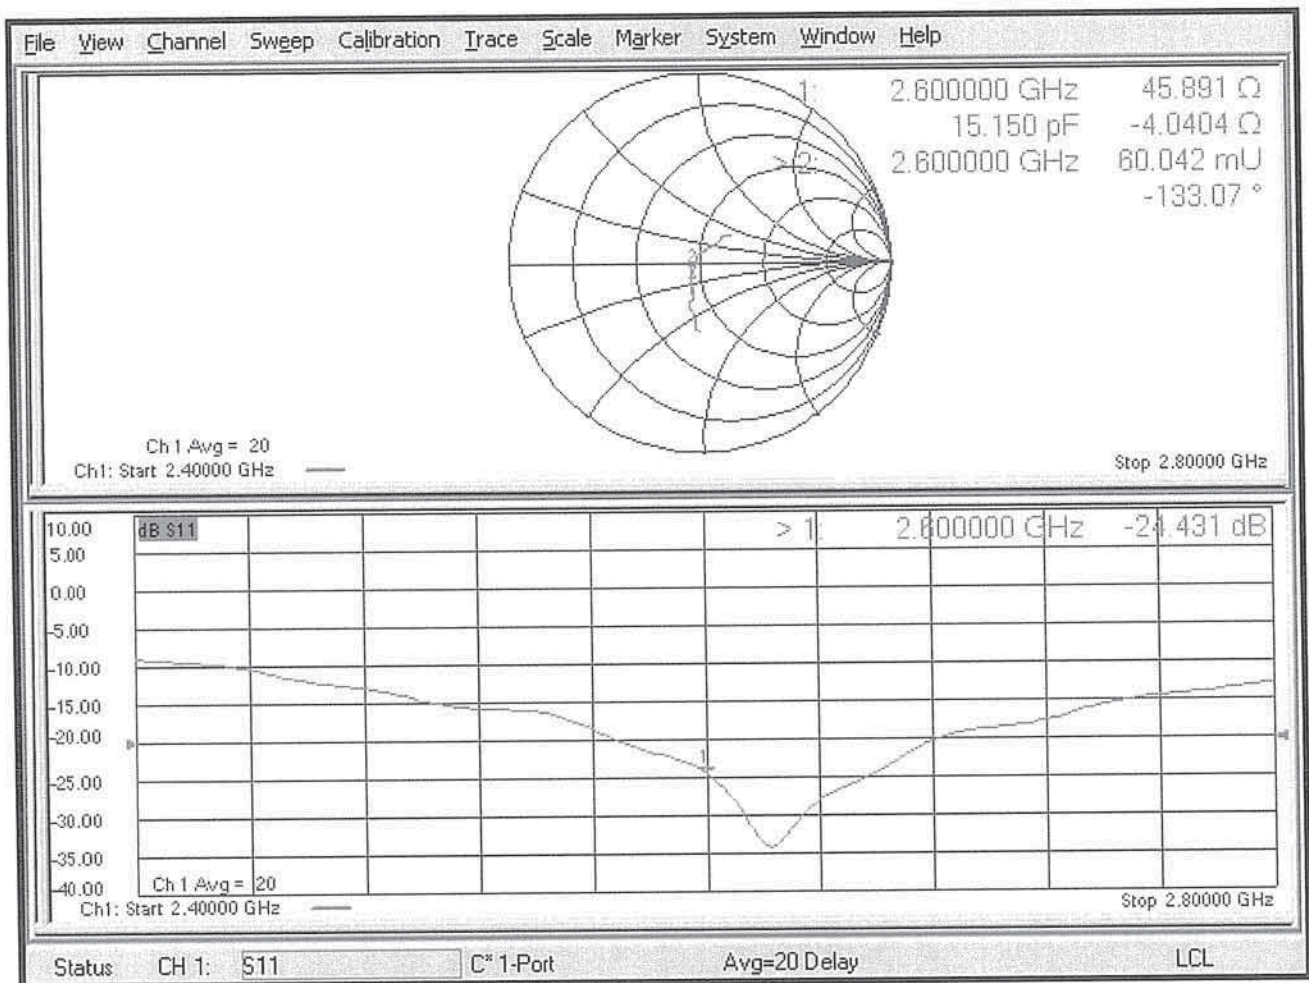 File View Channel Sweep Calibration Trace Scale Marker System Window Help
1: 2.600000 GHz 45.891 Ω
15.150 pF -4.0404 Ω
> 2: 2.600000 GHz 60.042 mU
-133.07 °
2
Ch 1 Avg = 20
Ch1: Start 2.40000 GHz
Stop 2.80000 GHz
10.00 dB S11 > 1: 2.600000 GHz -24.431 dB
5.00
0.00
-5.00
-10.00
-15.00
-20.00
1
-25.00
-30.00
-35.00
-40.00
Ch 1 Avg = 20
Ch1: Start 2.40000 GHz
Stop 2.80000 GHz
Status CH 1: S11 C* 1-Port Avg=20 Delay LCL